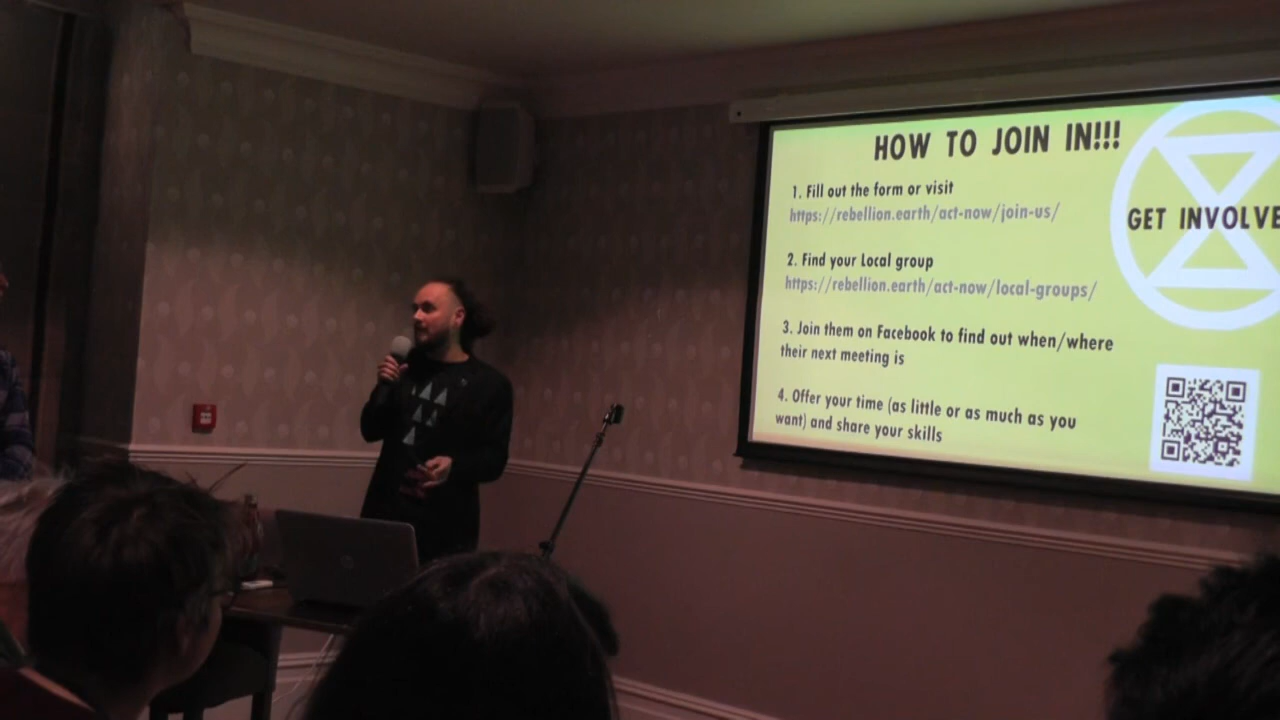 HOW TO JOIN IN!!!
1. Fill out the form or visit
https://rebellion.earth/act-now/join-us/
2. Find your Local group
https://rebellion.earth/act-now/local-groups/
3. Join them on Facebook to find out when/where
their next meeting is
4. Offer your time (as little or as much as you
want) and share your skills
GET INVOLVE